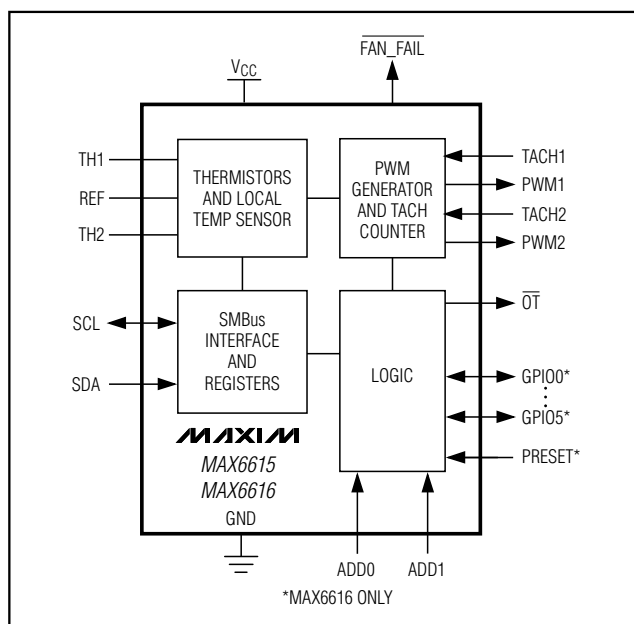 FAN_FAIL
VCC
TH1
REF
TH2
THERMISTORS
AND LOCAL
TEMP SENSOR
PWM
GENERATOR
AND TACH
COUNTER
TACH1
PWM1
TACH2
PWM2
SCL
SDA
SMBus
INTERFACE
AND
REGISTERS
LOGIC
OT
GPIO0*
GPIO5*
PRESET*
MAXIM
MAX6615
MAX6616
GND
ADD0
ADD1
*MAX6616 ONLY